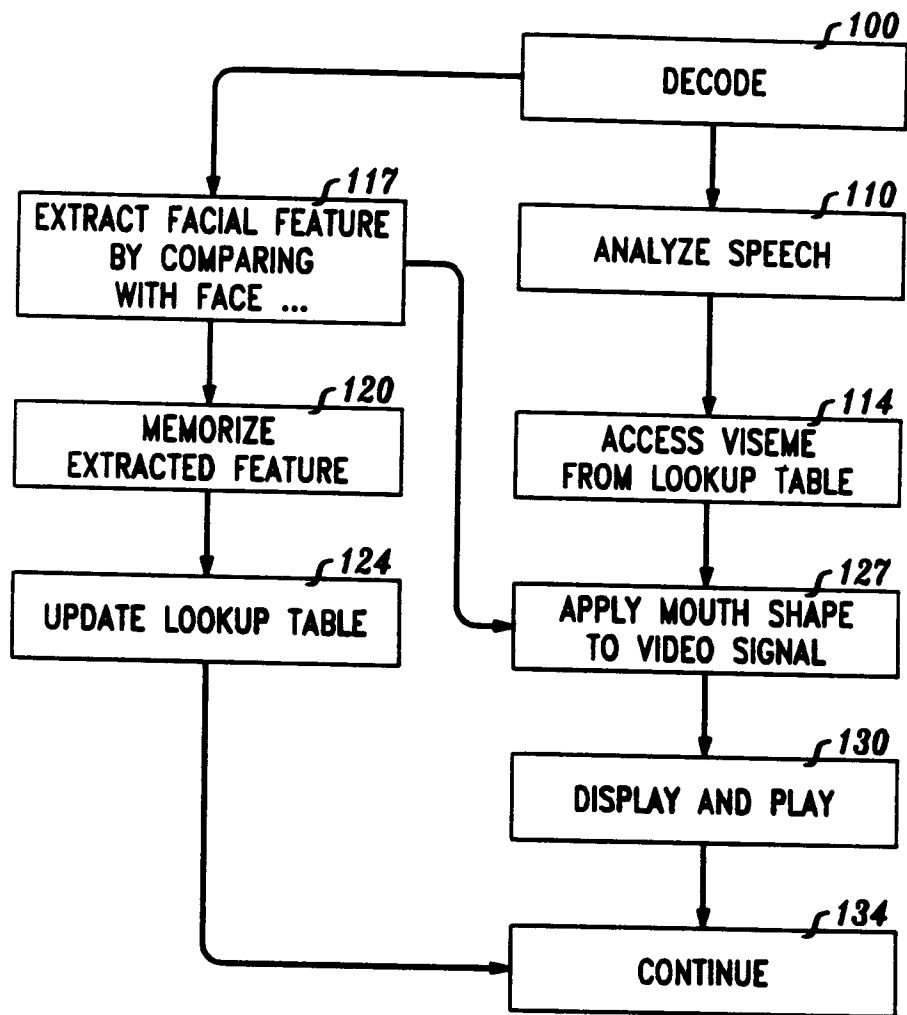 100
DECODE
117
EXTRACT FACIAL FEATURE
BY COMPARING
WITH FACE ...
110
ANALYZE SPEECH
120
MEMORIZE
EXTRACTED FEATURE
114
ACCESS VISEME
FROM LOOKUP TABLE
124
UPDATE LOOKUP TABLE
127
APPLY MOUTH SHAPE
TO VIDEO SIGNAL
130
DISPLAY AND PLAY
134
CONTINUE